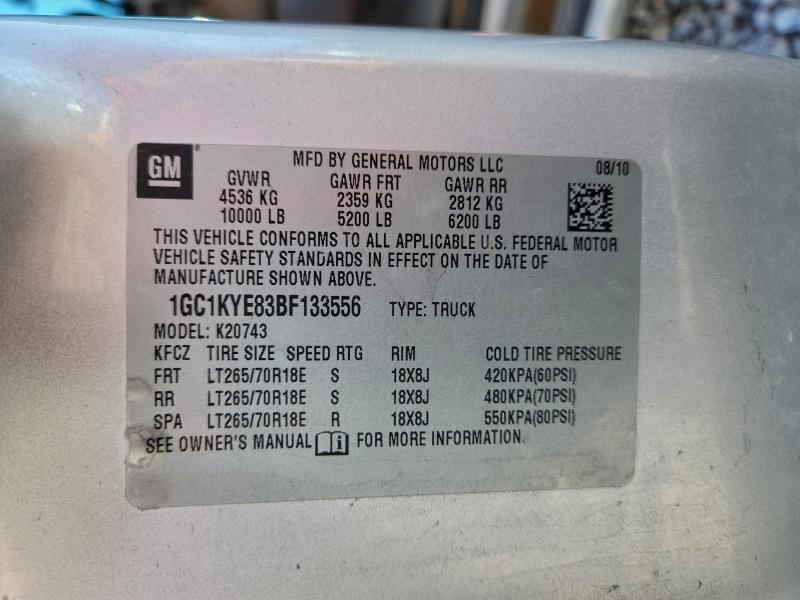 GM
MFD BY GENERAL MOTORS LLC 08/10
GVWR GAWR FRT GAWR RR
4536 KG 2359 KG 2812 KG
10000 LB 5200 LB 6200 LB
THIS VEHICLE CONFORMS TO ALL APPLICABLE U.S. FEDERAL MOTOR
VEHICLE SAFETY STANDARDS IN EFFECT ON THE DATE OF
MANUFACTURE SHOWN ABOVE.
1GC1KYE83BF133556 TYPE: TRUCK
MODEL: K20743
KFCZ TIRE SIZE SPEED RTG RIM COLD TIRE PRESSURE
FRT LT265/70R18E S 18X8J 420KPA(60PSI)
RR LT265/70R18E S 18X8J 480KPA(70PSI)
SPA LT265/70R18E R 18X8J 550KPA(80PSI)
SEE OWNER'S MANUAL FOR MORE INFORMATION.